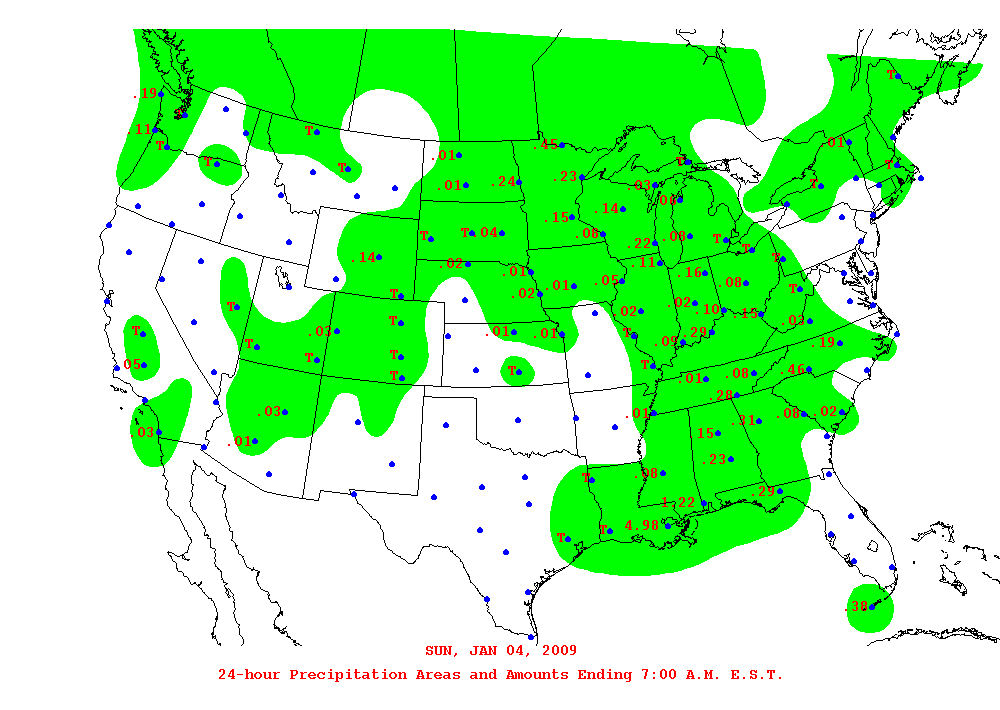 T
.19
.11
T
T
T
T
.01
.45
.01
.24
.23
.03
T
.06
.01
T
T
.15
.14
.08
T
T
.04
.22
.08
T
T
T
.14
.02
.11
.01
.16
.01
.05
.08
T
T
.02
T
.02
.10
.15
.03
T
.03
T
.01
.01
T
.29
.09
.19
T
.05
T
T
T
T
T
.01
.08
.46
.28
.03
.03
.01
.01
.31
.08
.02
.15
.23
.08
T
.29
1.22
4.98
T
T
.38
SUN, JAN 04, 2009
24-hour Precipitation Areas and Amounts Ending 7:00 A.M. E.S.T.